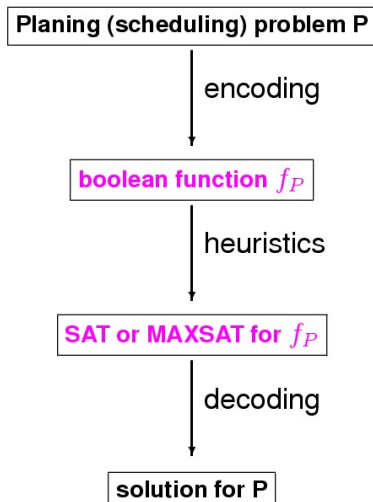 Planing (scheduling) problem P
encoding
boolean function f_P
heuristics
SAT or MAXSAT for f_P
decoding
solution for P